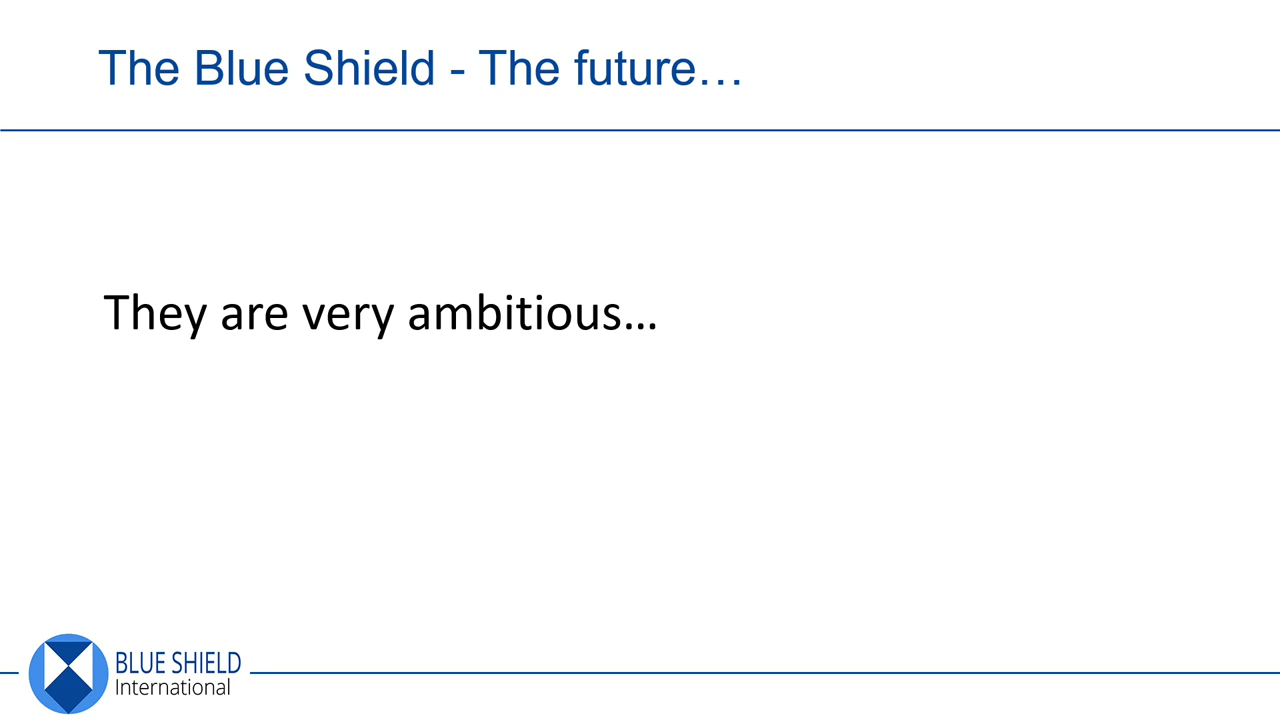 The Blue Shield - The future…
They are very ambitious…
BLUE SHIELD
International